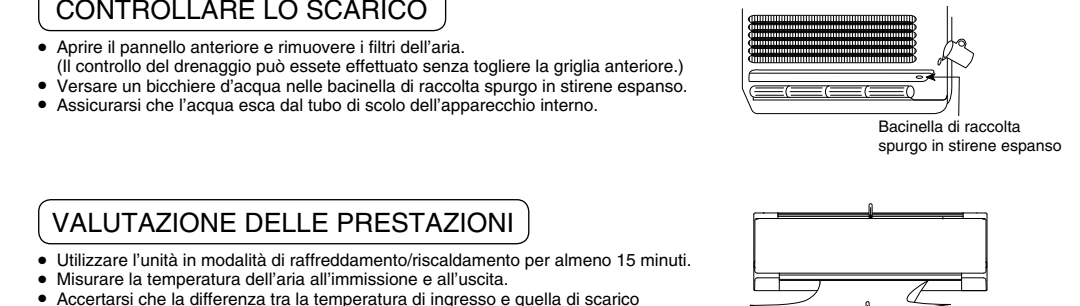 CONTROLLARE LO SCARICO
• Aprire il pannello anteriore e rimuovere i filtri dell'aria.
(Il controllo del drenaggio può essete effettuato senza togliere la griglia anteriore.)
• Versare un bicchiere d'acqua nelle bacinella di raccolta spurgo in stirene espanso.
• Assicurarsi che l'acqua esca dal tubo di scolo dell'apparecchio interno.
Bacinella di raccolta
spurgo in stirene espanso
VALUTAZIONE DELLE PRESTAZIONI
• Utilizzare l'unità in modalità di raffreddamento/riscaldamento per almeno 15 minuti.
• Misurare la temperatura dell'aria all'immissione e all'uscita.
• Accertarsi che la differenza tra la temperatura di ingresso e quella di scarico